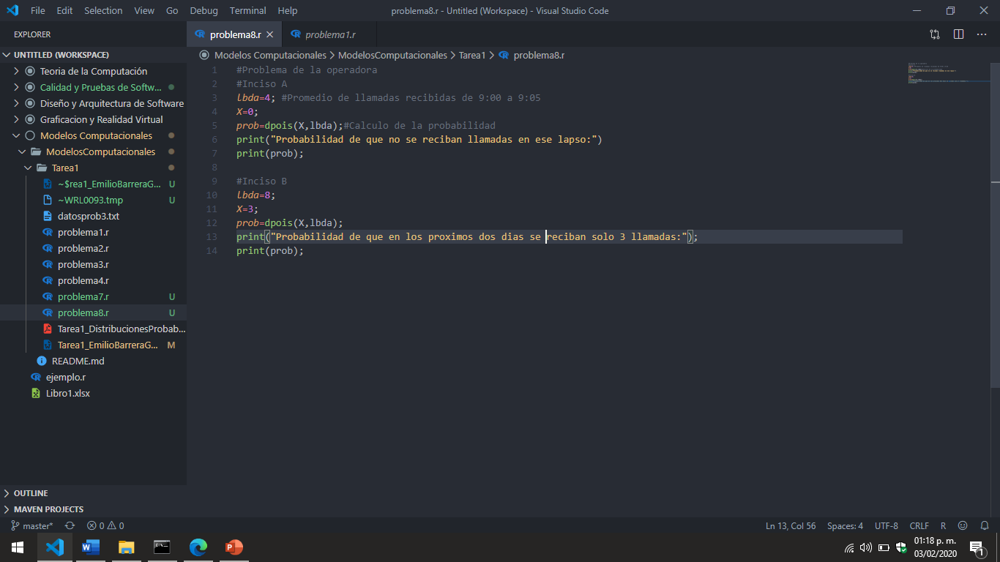 File Edit Selection View Go Debug Terminal Help
problema8.r - Untitled (Workspace) - Visual Studio Code
EXPLORER
UNTITLED (WORKSPACE)
Teoria de la Computación
Calidad y Pruebas de Softw...
Diseño y Arquitectura de Software
Graficacion y Realidad Virtual
Modelos Computacionales
ModelosComputacionales
Tarea1
~$rea1_EmilioBarreraG... U
~WRL0093.tmp U
datosprob3.txt
problema1.r
problema2.r
problema3.r
problema4.r
problema7.r U
problema8.r U
Tarea1_DistribucionesProbab...
Tarea1_EmilioBarreraG... M
README.md
ejemplo.r
Libro1.xlsx
OUTLINE
MAVEN PROJECTS
problema8.r problema1.r
Modelos Computacionales > ModelosComputacionales > Tarea1 > problema8.r
1 #Problema de la operadora
2 #Inciso A
3 lbda=4; #Promedio de llamadas recibidas de 9:00 a 9:05
4 X=0;
5 prob=dpois(X,lbda);#Calculo de la probabilidad
6 print("Probabilidad de que no se reciban llamadas en ese lapso:")
7 print(prob);
8
9 #Inciso B
10 lbda=8;
11 X=3;
12 prob=dpois(X,lbda);
13 print("Probabilidad de que en los proximos dos dias se reciban solo 3 llamadas:");
14 print(prob);
master* 0 0 Ln 13, Col 56 Spaces: 4 UTF-8 CRLF R
01:18 p. m.
03/02/2020
1